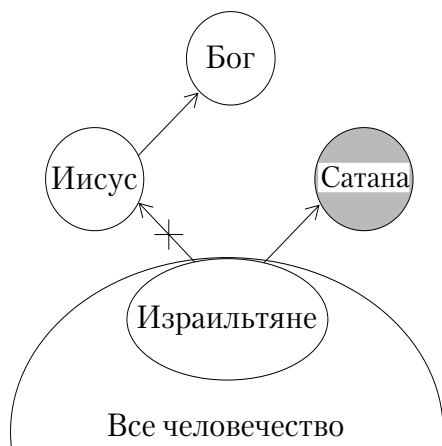 Бог
Иисус
Сатана
Израильтяне
Все человечество